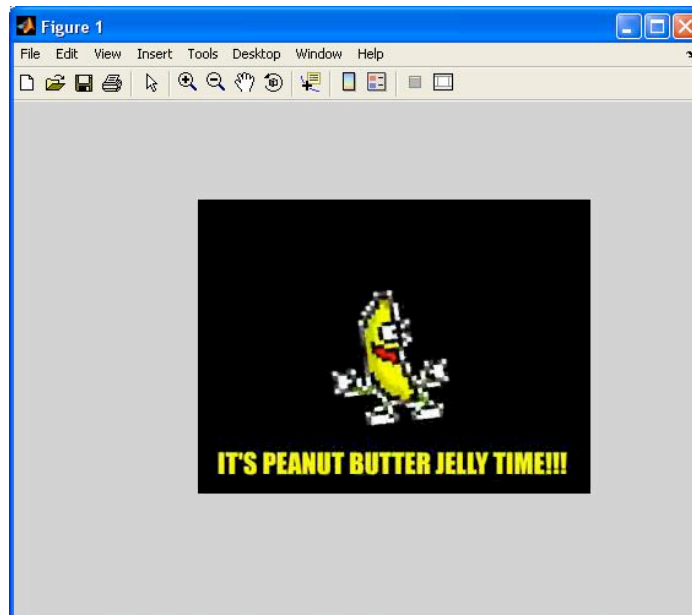 Figure 1
File Edit View Insert Tools Desktop Window Help
IT'S PEANUT BUTTER JELLY TIME!!!